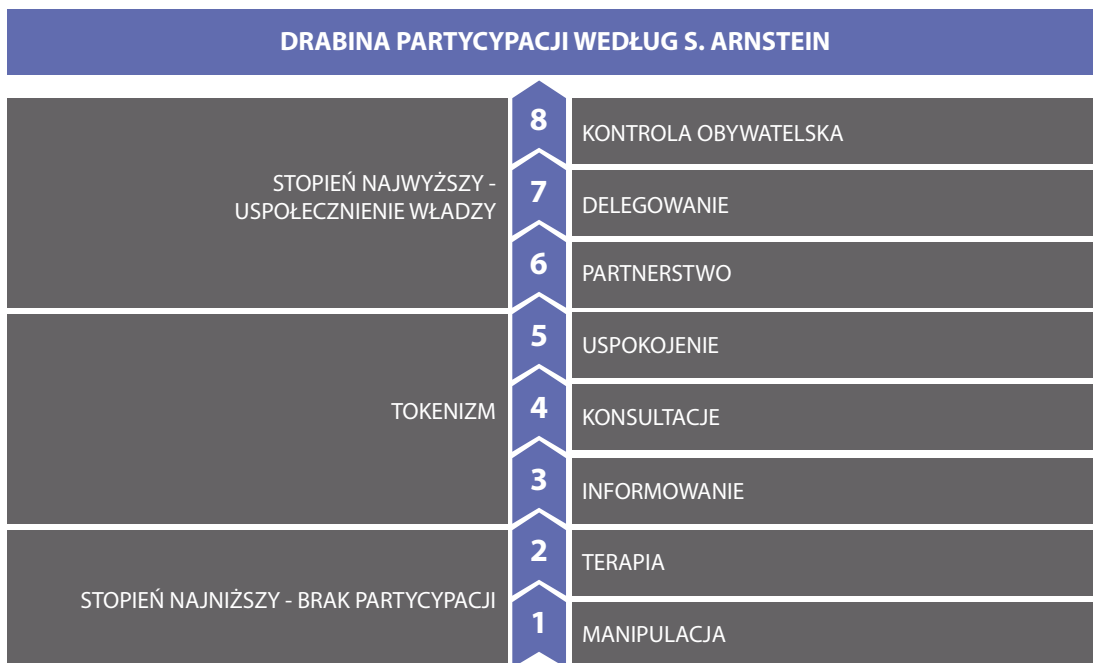 DRABINA PARTYCYPACJI WEDŁUG S. ARNSTEIN
8
KONTROLA OBYWATELSKA
STOPIEŃ NAJWYŻSZY -
USPOŁECZNIENIE WŁADZY
7
DELEGOWANIE
6
PARTNERSTWO
5
USPOKOJENIE
TOKENIZM
4
KONSULTACJE
3
INFORMOWANIE
2
TERAPIA
STOPIEŃ NAJNIŻSZY - BRAK PARTYCYPACJI
1
MANIPULACJA